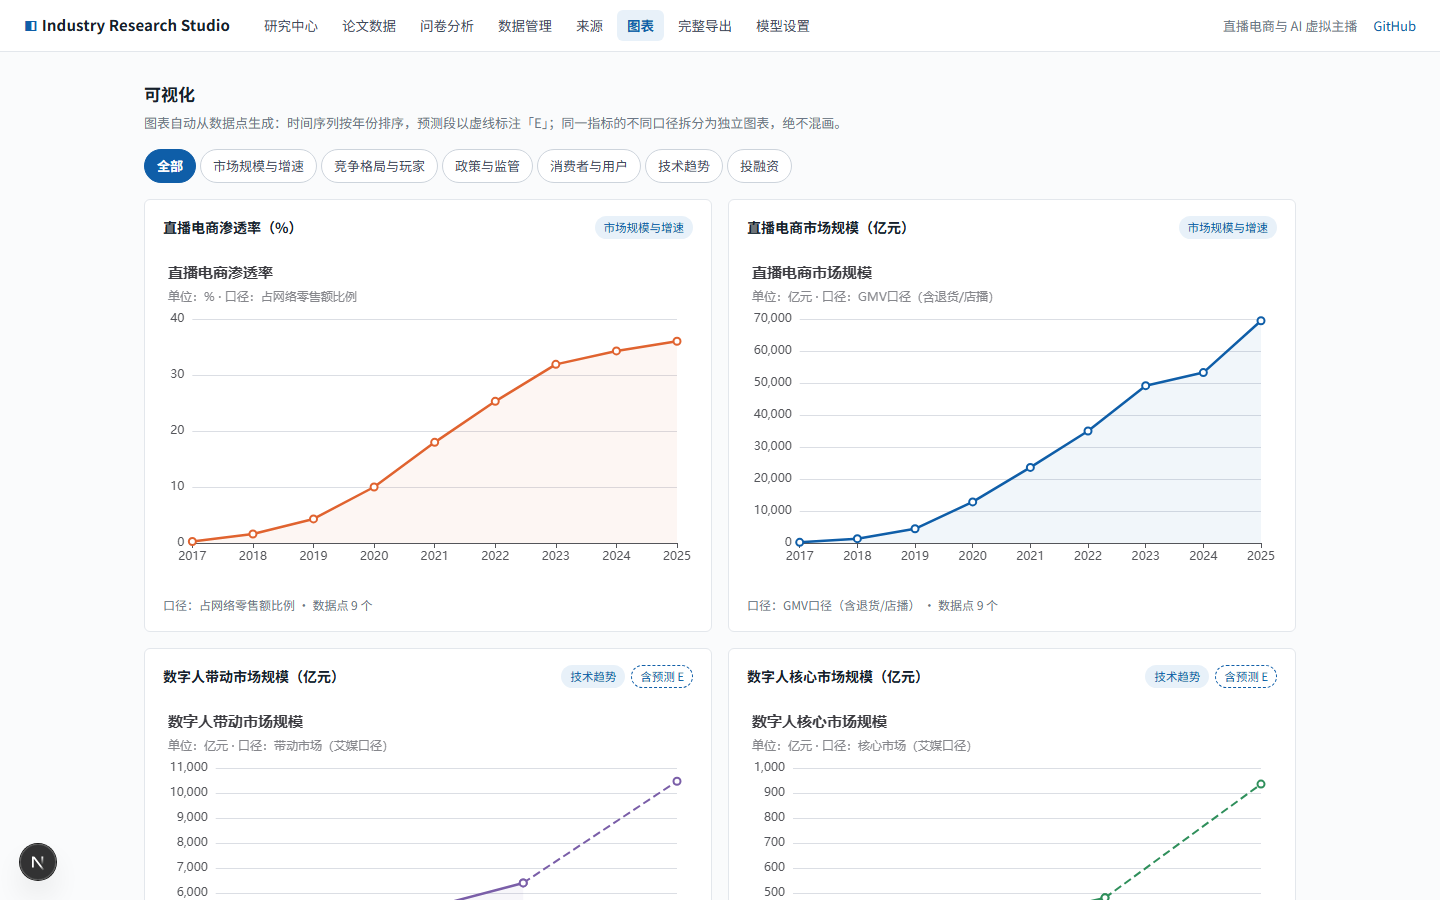 Industry Research Studio 研究中心 论文数据 问卷分析 数据管理 来源 图表 完整导出 模型设置 直播电商与 AI 虚拟主播 GitHub
可视化
图表自动从数据点生成：时间序列按年份排序，预测段以虚线标注「E」；同一指标的不同口径拆分为独立图表，绝不混画。
全部 市场规模与增速 竞争格局与玩家 政策与监管 消费者与用户 技术趋势 投融资
直播电商渗透率（%） 市场规模与增速
直播电商渗透率
单位：% · 口径：占网络零售额比例
40
30
20
10
0
2017 2018 2019 2020 2021 2022 2023 2024 2025
口径：占网络零售额比例 · 数据点 9 个
直播电商市场规模（亿元） 市场规模与增速
直播电商市场规模
单位：亿元 · 口径：GMV口径（含退货/店播）
70,000
60,000
50,000
40,000
30,000
20,000
10,000
0
2017 2018 2019 2020 2021 2022 2023 2024 2025
口径：GMV口径（含退货/店播） · 数据点 9 个
数字人带动市场规模（亿元） 技术趋势 含预测 E
数字人带动市场规模
单位：亿元 · 口径：带动市场（艾媒口径）
11,000
10,000
9,000
8,000
7,000
6,000
数字人核心市场规模（亿元） 技术趋势 含预测 E
数字人核心市场规模
单位：亿元 · 口径：核心市场（艾媒口径）
1,000
900
800
700
600
500
N